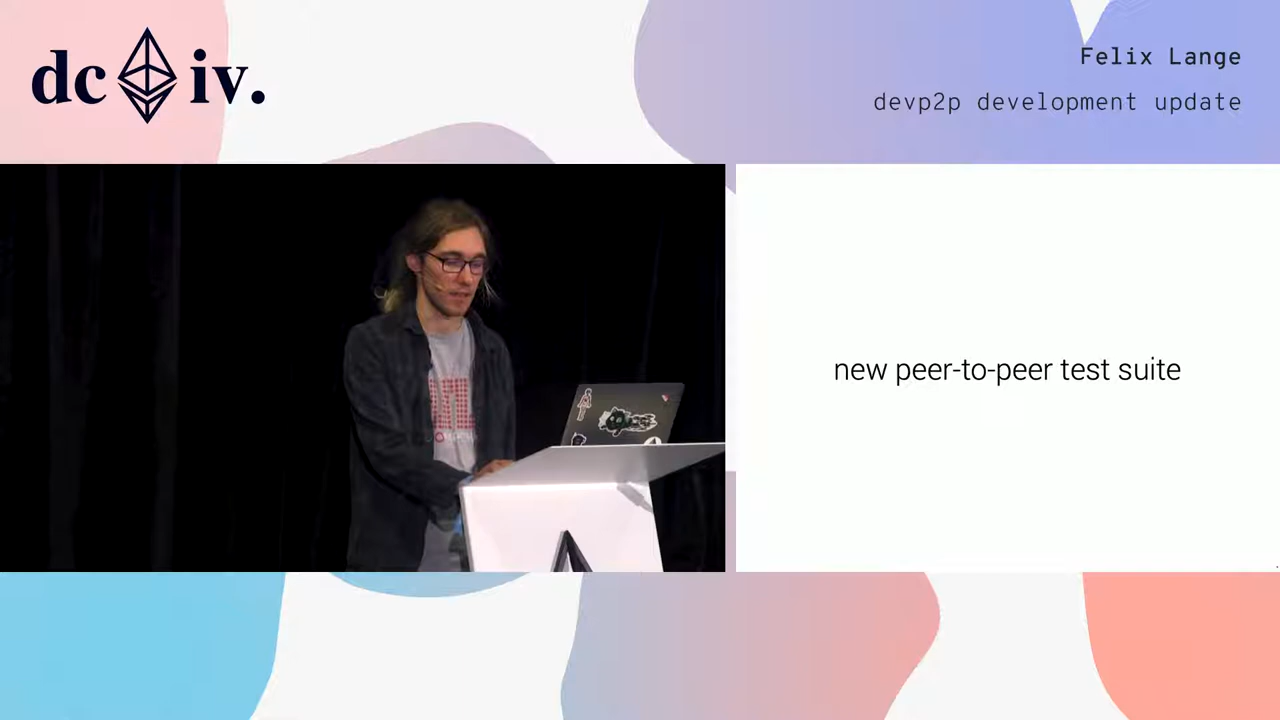 dc iv.
Felix Lange
devp2p development update
new peer-to-peer test suite